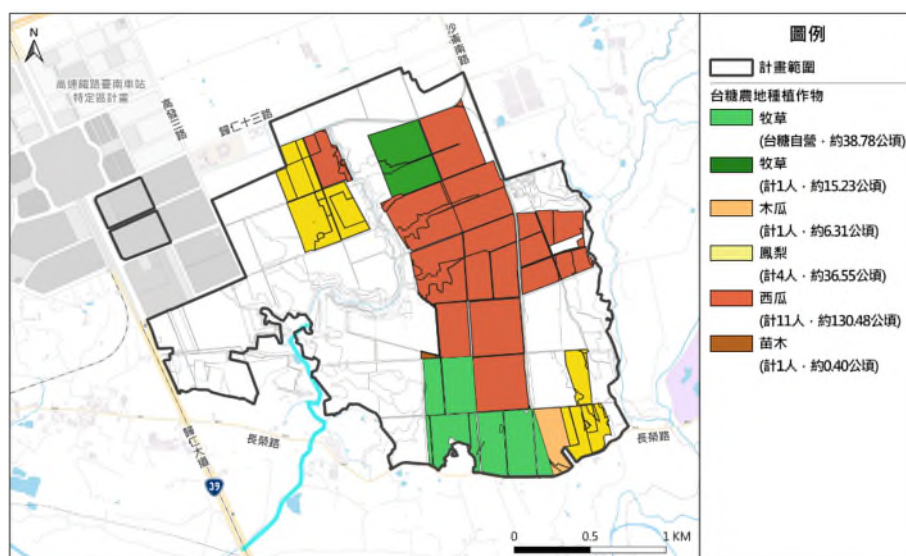 N
沙崙南路
高速鐵路臺南車站
特定區計畫
高發三路
歸仁十三路
長榮路
長榮路
歸仁大道
39
0
0.5
1 KM
圖例
計畫範圍
台糖農地種植作物
牧草
(台糖自營，約38.78公頃)
牧草
(計1人，約15.23公頃)
木瓜
(計1人，約6.31公頃)
鳳梨
(計4人，約36.55公頃)
西瓜
(計11人，約130.48公頃)
苗木
(計1人，約0.40公頃)